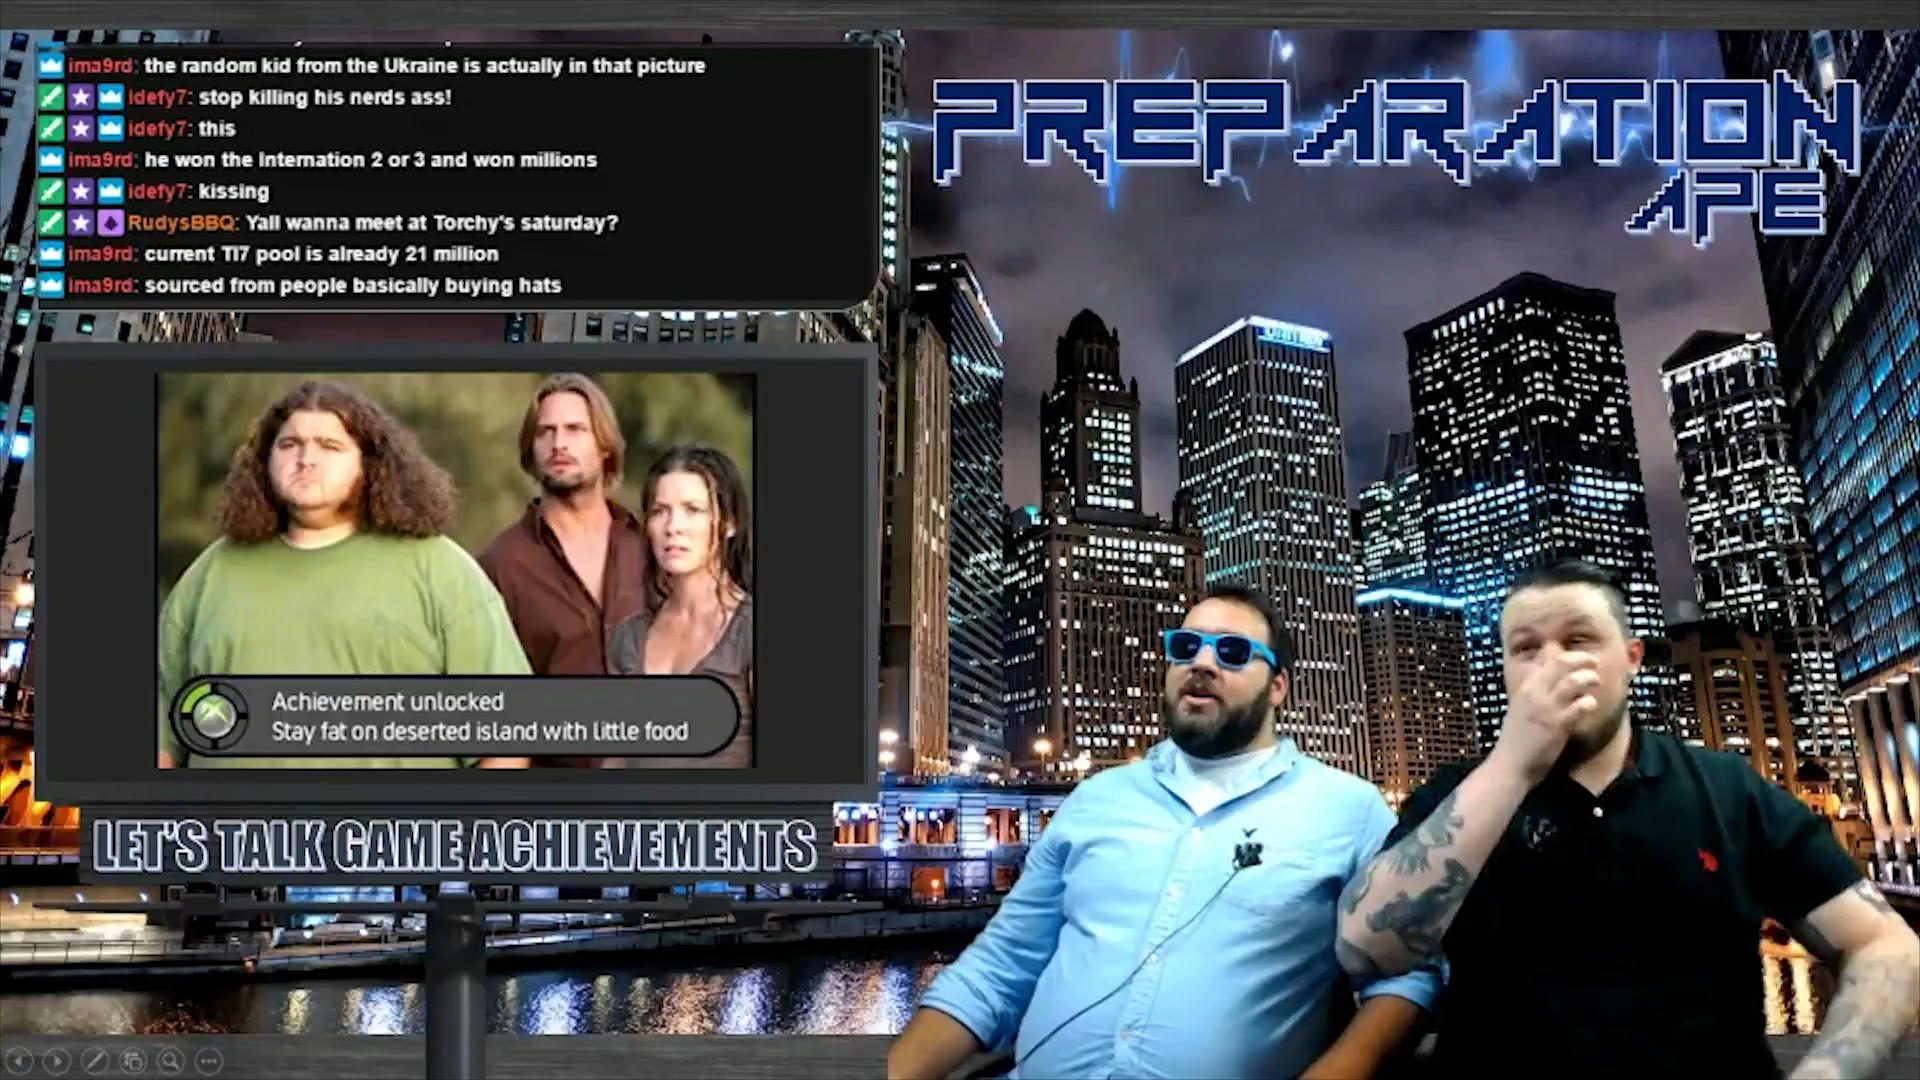 ima9rd: the random kid from the Ukraine is actually in that picture
idefy7: stop killing his nerds ass!
idefy7: this
ima9rd: he won the Internation 2 or 3 and won millions
idefy7: kissing
RudysBBQ: Yall wanna meet at Torchy's saturday?
ima9rd: current TI7 pool is already 21 million
ima9rd: sourced from people basically buying hats
PREPARATION
APE
Achievement unlocked
Stay fat on deserted island with little food
LET'S TALK GAME ACHIEVEMENTS